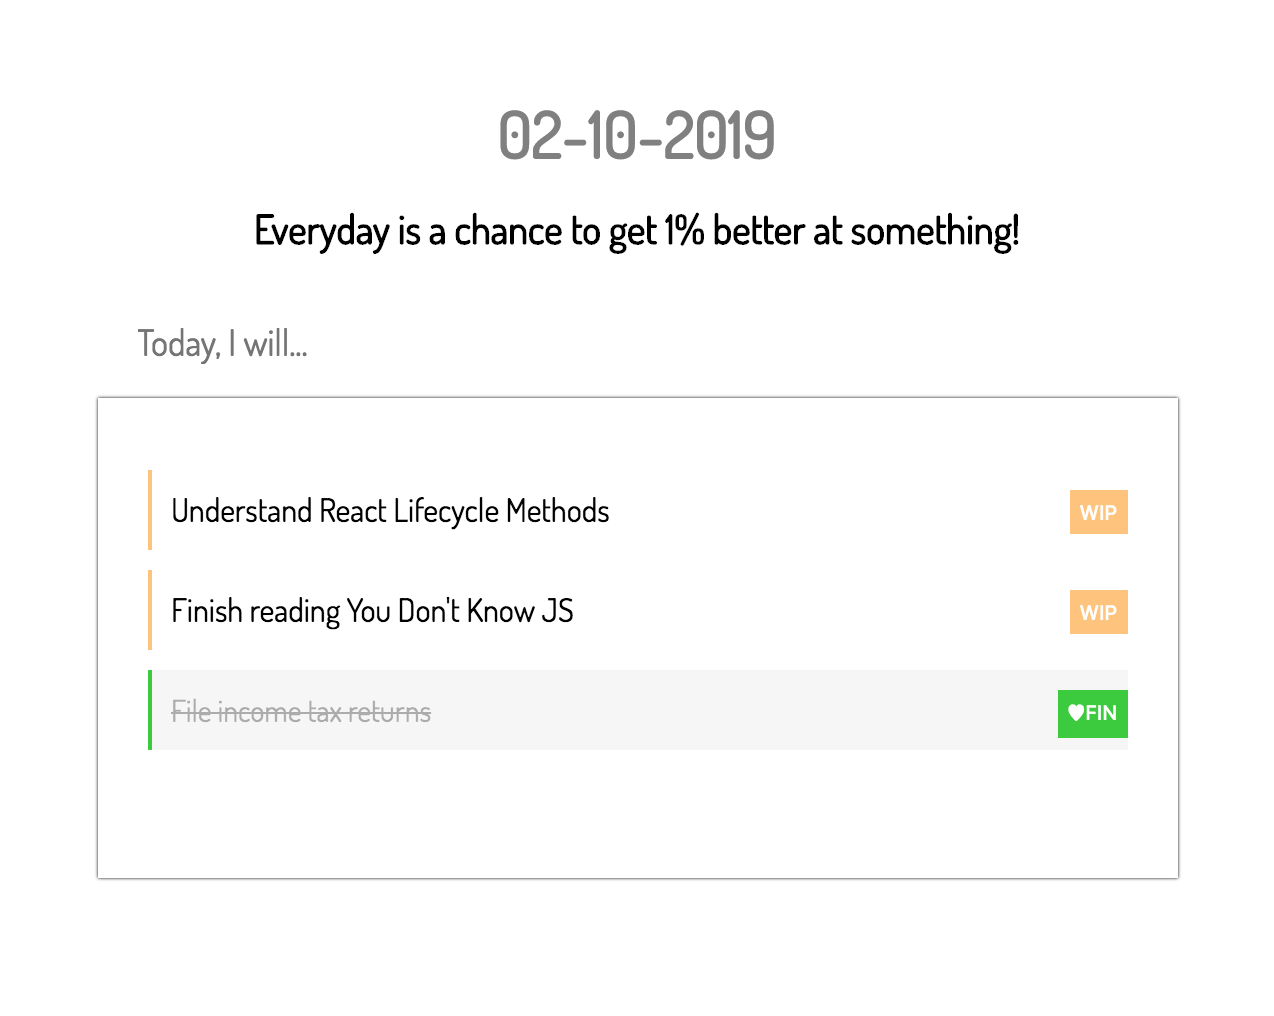 02-10-2019
Everyday is a chance to get 1% better at something!
Today, I will...
Understand React Lifecycle Methods WIP
Finish reading You Don't Know JS WIP
File income tax returns ♥FIN